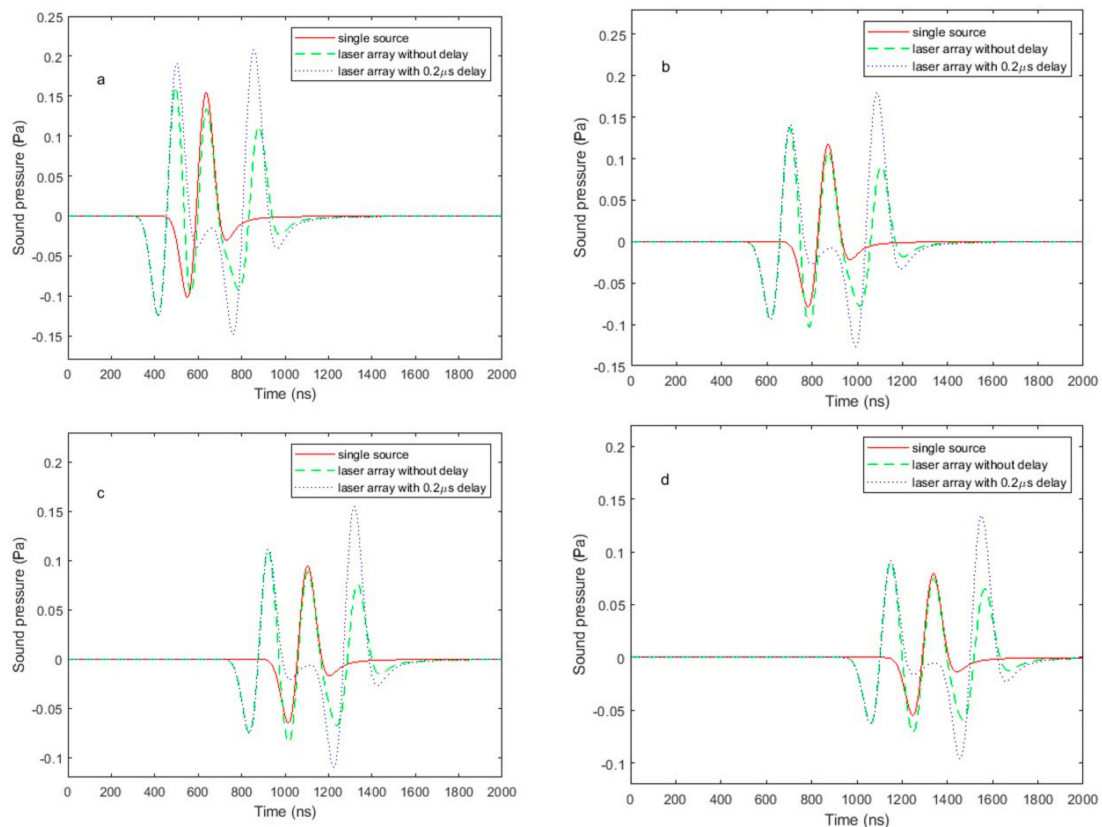 a
single source
laser array without delay
laser array with 0.2μs delay
Sound pressure (Pa)
0.25
0.2
0.15
0.1
0.05
0
-0.05
-0.1
-0.15
0 200 400 600 800 1000 1200 1400 1600 1800 2000
Time (ns)
b
single source
laser array without delay
laser array with 0.2μs delay
Sound pressure (Pa)
0.25
0.2
0.15
0.1
0.05
0
-0.05
-0.1
-0.15
0 200 400 600 800 1000 1200 1400 1600 1800 2000
Time (ns)
c
single source
laser array without delay
laser array with 0.2μs delay
Sound pressure (Pa)
0.2
0.15
0.1
0.05
0
-0.05
-0.1
0 200 400 600 800 1000 1200 1400 1600 1800 2000
Time (ns)
d
single source
laser array without delay
laser array with 0.2μs delay
Sound pressure (Pa)
0.2
0.15
0.1
0.05
0
-0.05
-0.1
0 200 400 600 800 1000 1200 1400 1600 1800 2000
Time (ns)